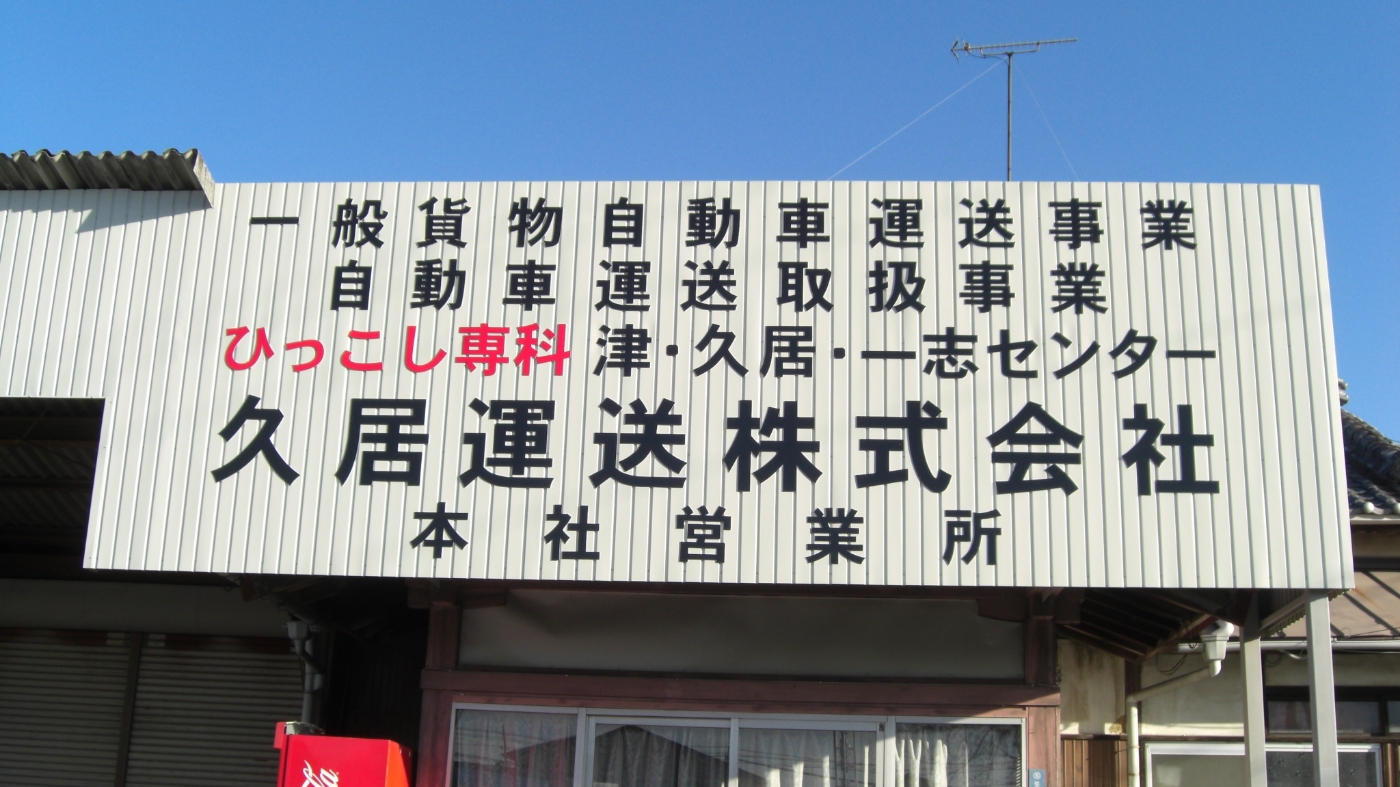 一般貨物自動車運送事業
自動車運送取扱事業
ひっこし専科 津・久居・一志センター
久居運送株式会社
本社営業所